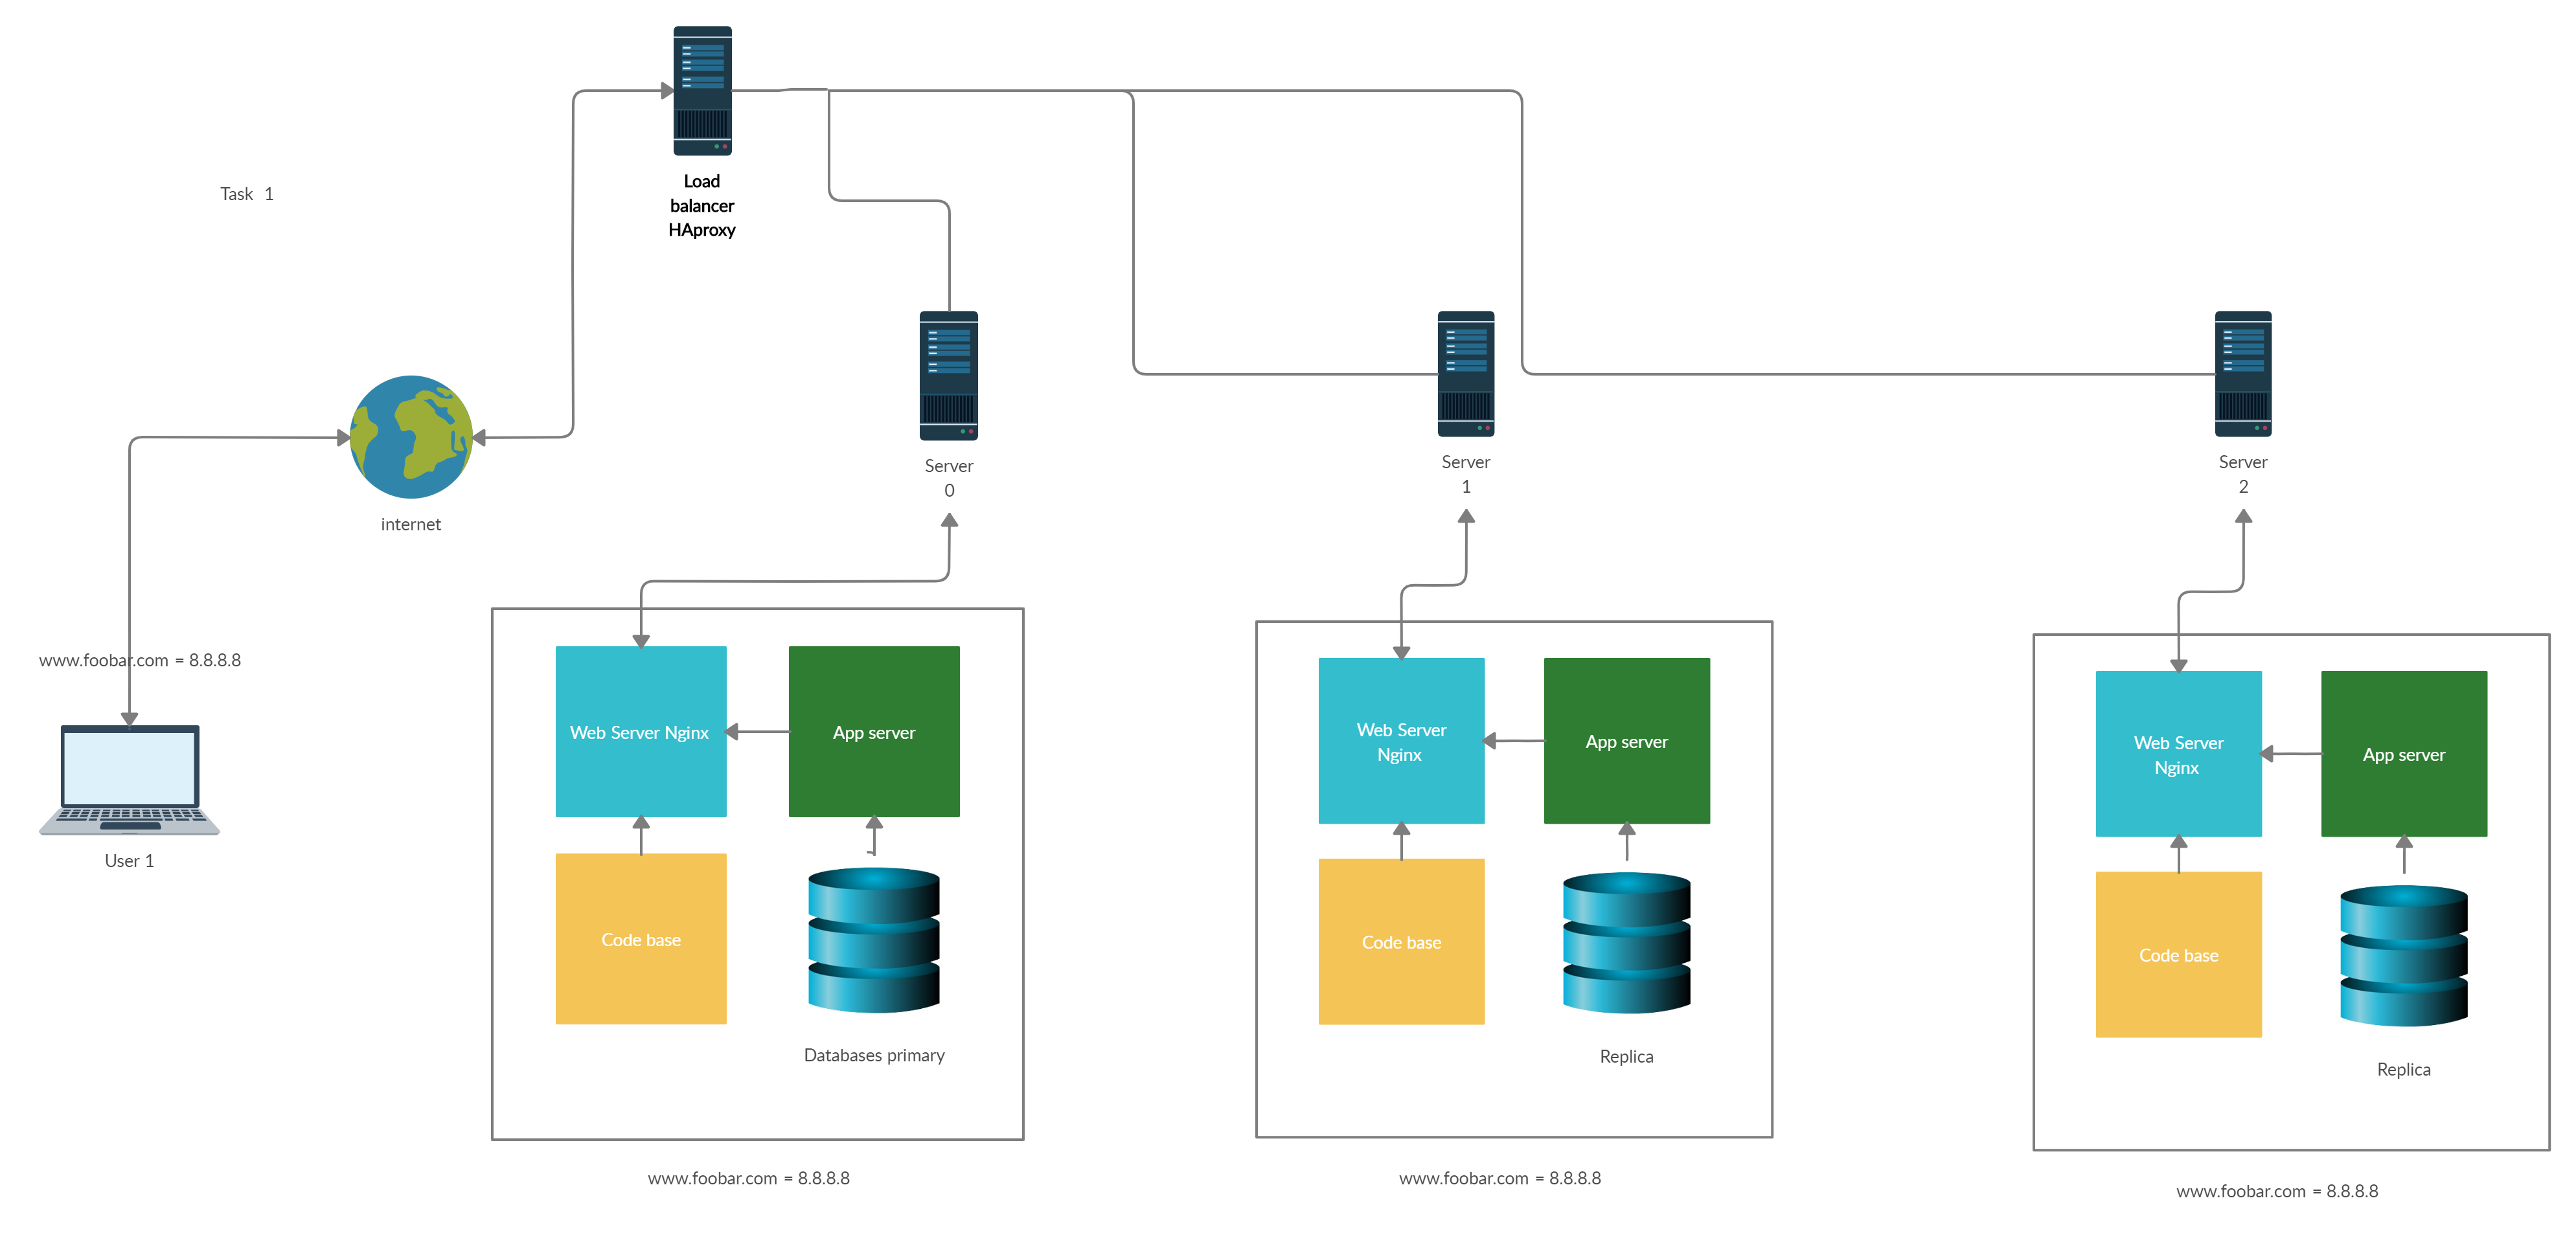 Task 1
Load
balancer
HAproxy
internet
Server
0
Server
1
Server
2
www.foobar.com = 8.8.8.8
User 1
Web Server Nginx
App server
Code base
Databases primary
www.foobar.com = 8.8.8.8
Web Server
Nginx
App server
Code base
Replica
www.foobar.com = 8.8.8.8
Web Server
Nginx
App server
Code base
Replica
www.foobar.com = 8.8.8.8